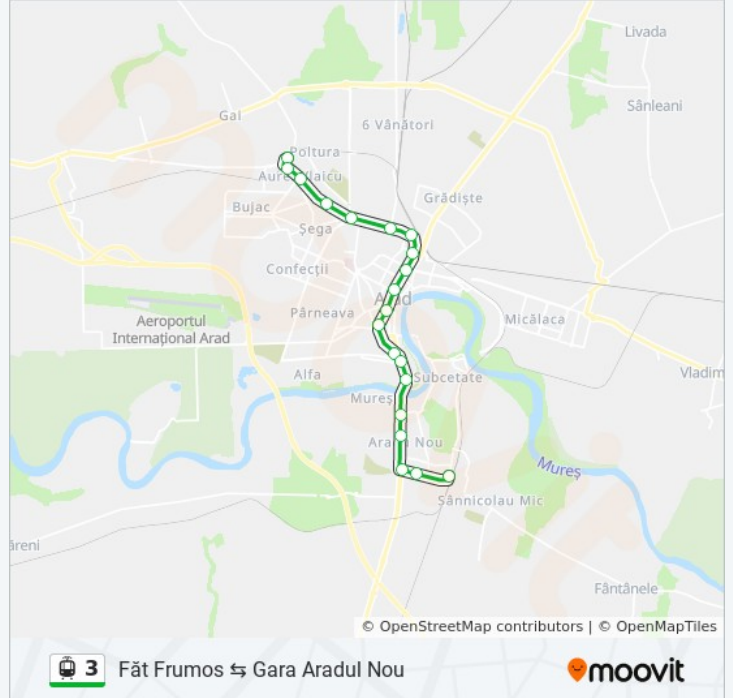 Livada
Sânleani
Gal
6 Vânători
Poltura
Aurel Vlaicu
Bujac
Grădiște
Șega
Confecții
Arad
Pârneava
Micălaca
Aeroportul
Internațional Arad
Alfa
Subcetate
Vladim
Mureș
Aradul Nou
Mureș
Sânnicolau Mic
ăreni
Fântânele
© OpenStreetMap contributors | © OpenMapTiles
3 Făt Frumos ⇆ Gara Aradul Nou
moovit